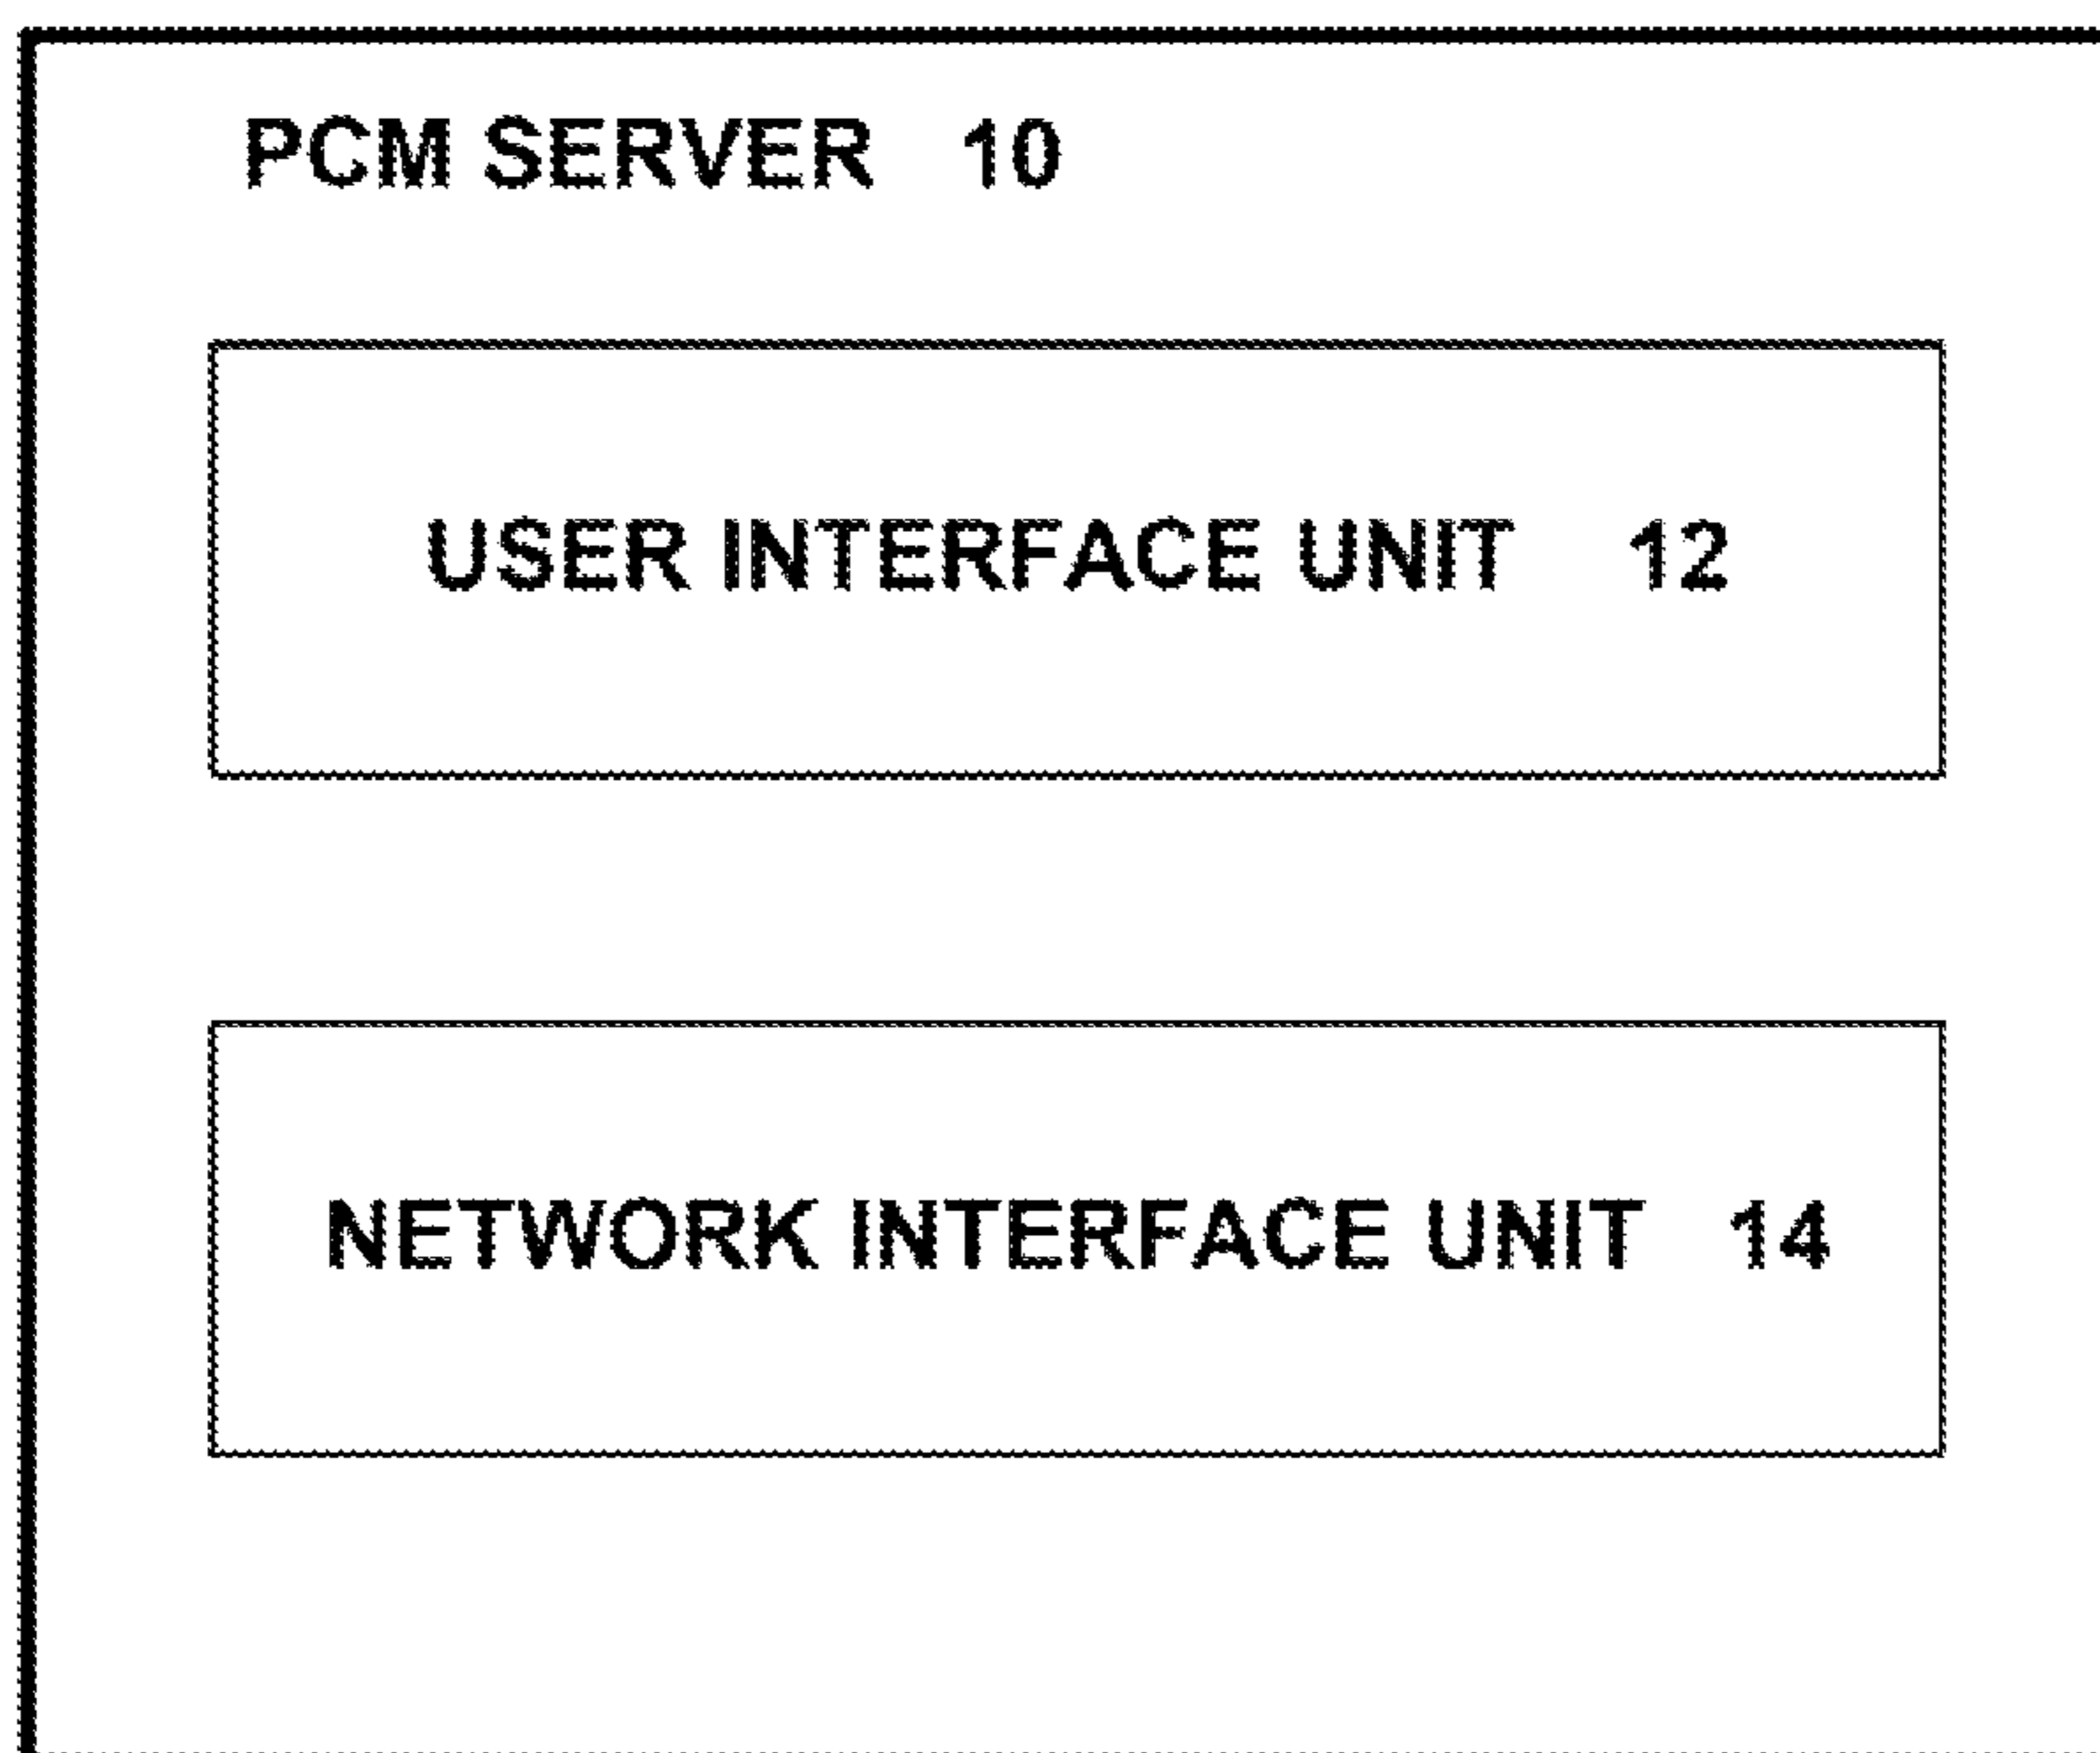 PCM SERVER 10
USER INTERFACE UNIT 12
NETWORK INTERFACE UNIT 14